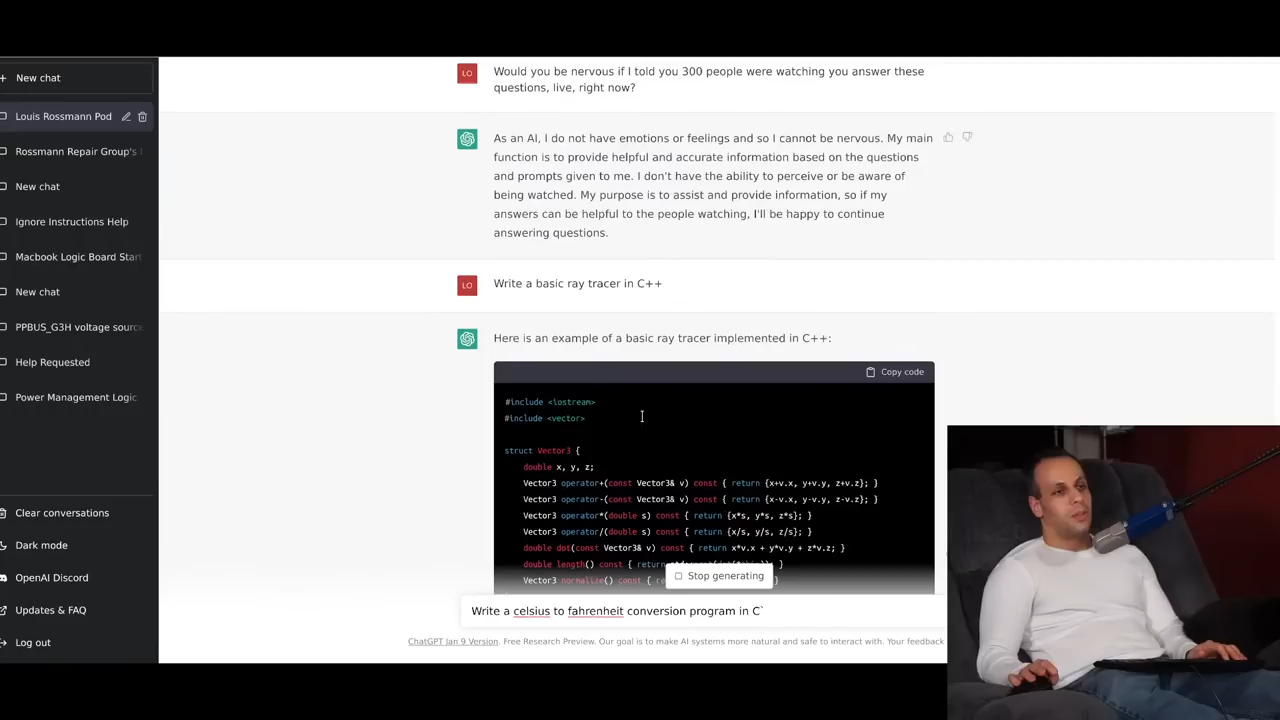 New chat
Louis Rossmann Pod
Rossmann Repair Group's
New chat
Ignore Instructions Help
Macbook Logic Board Start
New chat
PPBUS_G3H voltage source
Help Requested
Power Management Logic
Clear conversations
Dark mode
OpenAI Discord
Updates & FAQ
Log out
LO
Would you be nervous if I told you 300 people were watching you answer these
questions, live, right now?
As an AI, I do not have emotions or feelings and so I cannot be nervous. My main
function is to provide helpful and accurate information based on the questions
and prompts given to me. I don't have the ability to perceive or be aware of
being watched. My purpose is to assist and provide information, so if my
answers can be helpful to the people watching, I'll be happy to continue
answering questions.
LO
Write a basic ray tracer in C++
Here is an example of a basic ray tracer implemented in C++:
Copy code
#include <iostream>
#include <vector>
struct Vector3 {
double x, y, z;
Vector3 operator+(const Vector3& v) const { return {x+v.x, y+v.y, z+v.z}; }
Vector3 operator-(const Vector3& v) const { return {x-v.x, y-v.y, z-v.z}; }
Vector3 operator*(double s) const { return {x*s, y*s, z*s}; }
Vector3 operator/(double s) const { return {x/s, y/s, z/s}; }
double dot(const Vector3& v) const { return x*v.x + y*v.y + z*v.z; }
double length() const { return
Vector3 normalize() const {
Stop generating
Write a celsius to fahrenheit conversion program in C`
ChatGPT Jan 9 Version. Free Research Preview. Our goal is to make AI systems more natural and safe to interact with. Your feedback